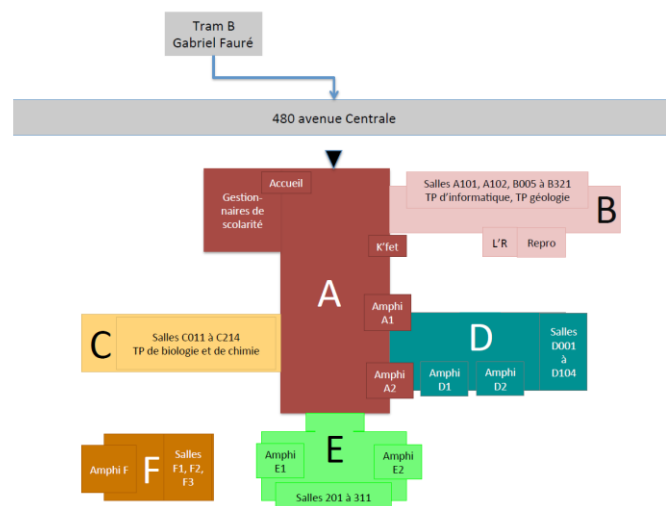 Tram B
Gabriel Fauré
480 avenue Centrale
Accueil
Gestion-
naires de
scolarité
Salles A101, A102, B005 à B321
TP d'informatique, TP géologie
B
K'fet
L'R
Repro
A
Amphi
A1
C
Salles C011 à C214
TP de biologie et de chimie
D
Salles
D001
à
D104
Amphi
A2
Amphi
D1
Amphi
D2
E
Amphi
E1
Amphi
E2
Salles 201 à 311
Amphi F
F
Salles
F1, F2,
F3